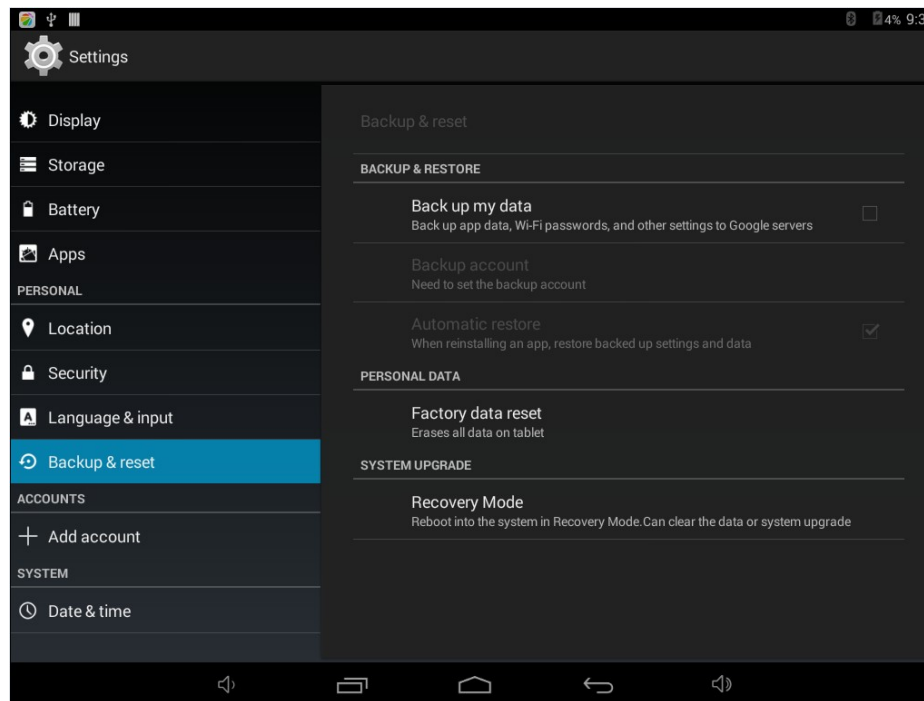 4% 9:3
Settings
Display
Storage
Battery
Apps
PERSONAL
Location
Security
A Language & input
Backup & reset
ACCOUNTS
Add account
SYSTEM
Date & time
Backup & reset
BACKUP & RESTORE
Back up my data
Back up app data, Wi-Fi passwords, and other settings to Google servers
Backup account
Need to set the backup account
Automatic restore
When reinstalling an app, restore backed up settings and data
PERSONAL DATA
Factory data reset
Erases all data on tablet
SYSTEM UPGRADE
Recovery Mode
Reboot into the system in Recovery Mode.Can clear the data or system upgrade